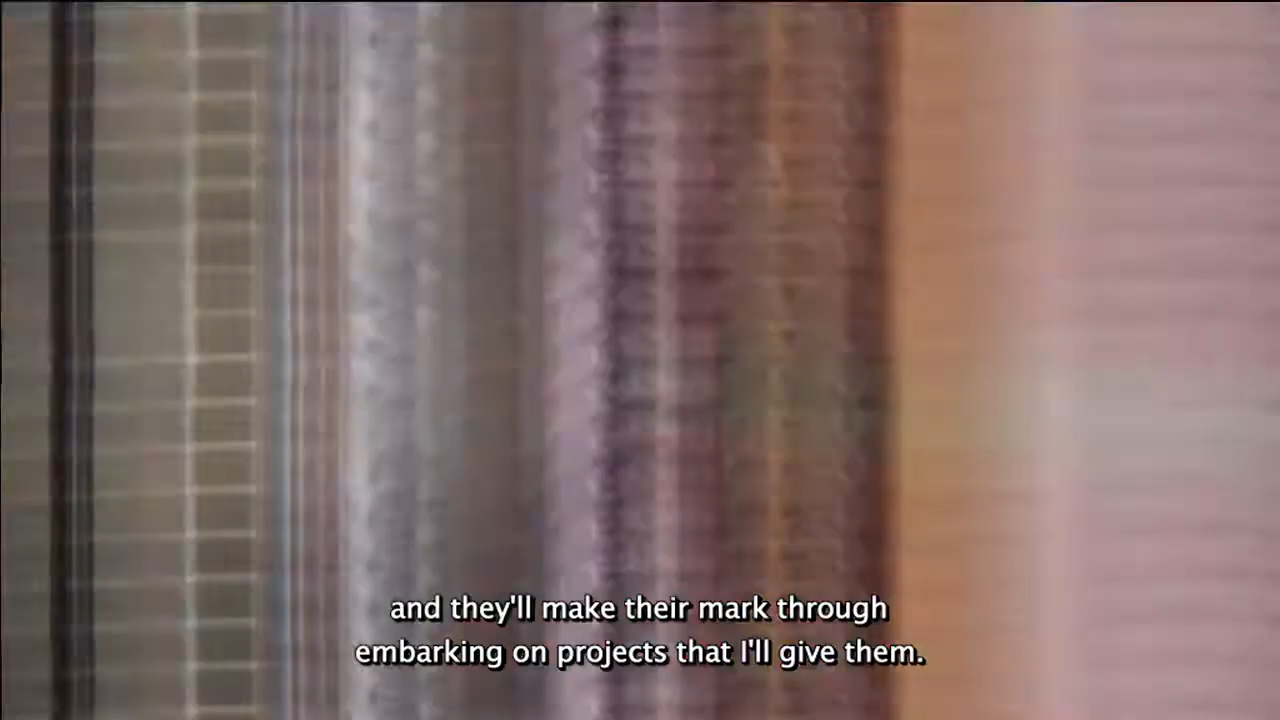 and they'll make their mark through
embarking on projects that I'll give them.